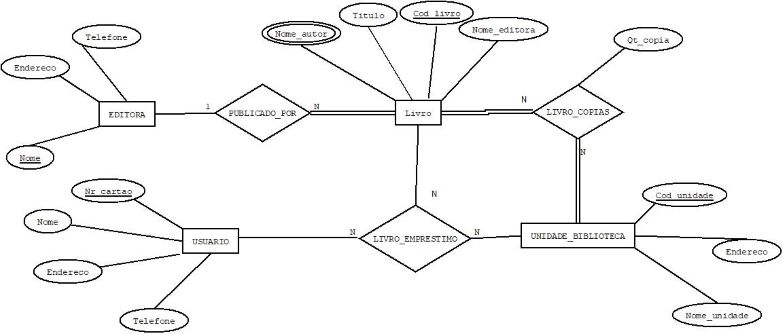 Titulo
Cod_livro
Nome_autor
Nome_editora
Telefone
Qt_copia
Endereco
1
N
N
EDITORA
PUBLICADO_POR
Livro
LIVRO_COPIAS
Nome
N
Nr_cartao
N
Cod_unidade
Nome
N
N
USUARIO
LIVRO_EMPRESTIMO
UNIDADE_BIBLIOTECA
Endereco
Endereco
Telefone
Nome_unidade